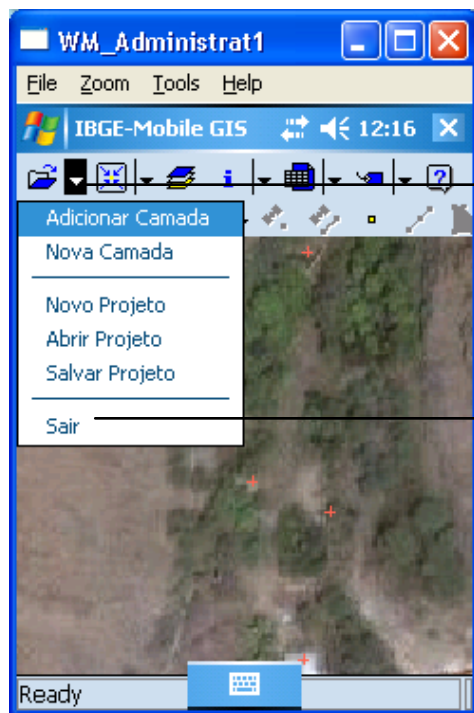 WM_Administrat1
File Zoom Tools Help
IBGE-Mobile GIS 12:16
Adicionar Camada
Nova Camada
Novo Projeto
Abrir Projeto
Salvar Projeto
Sair
Ready